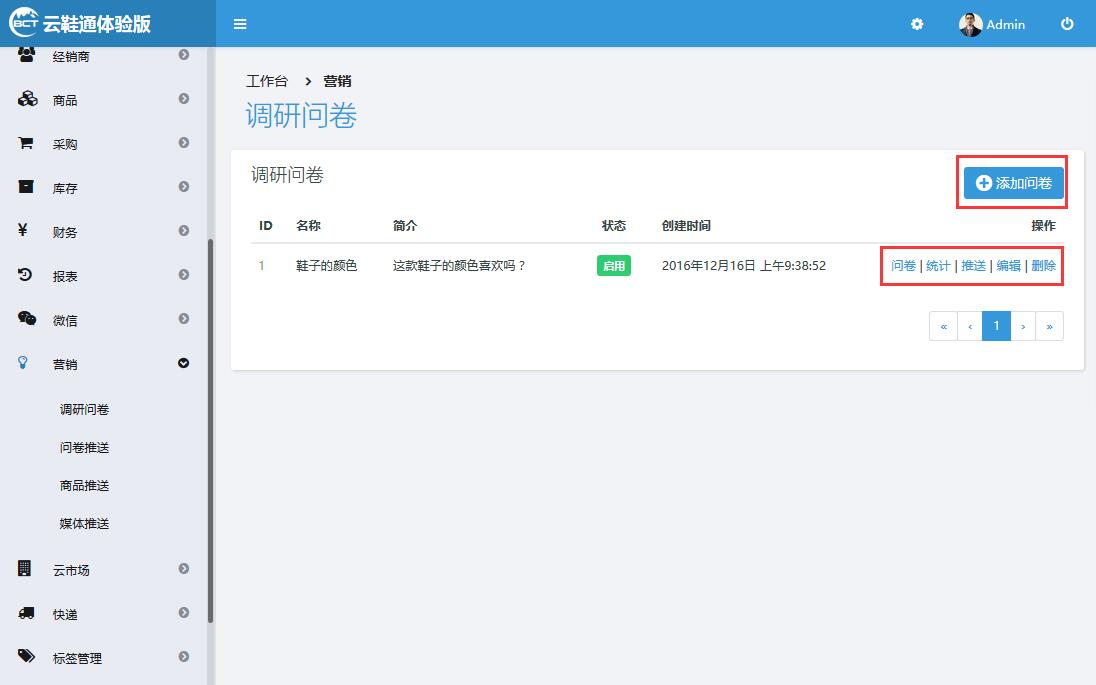 BCT 云鞋通体验版
Admin
经销商
商品
采购
库存
财务
报表
微信
营销
调研问卷
问卷推送
商品推送
媒体推送
云市场
快递
标签管理
工作台 > 营销
调研问卷
调研问卷
添加问卷
ID 名称 简介 状态 创建时间 操作
1 鞋子的颜色 这款鞋子的颜色喜欢吗？ 启用 2016年12月16日 上午9:38:52 问卷 | 统计 | 推送 | 编辑 | 删除
« ‹ 1 › »